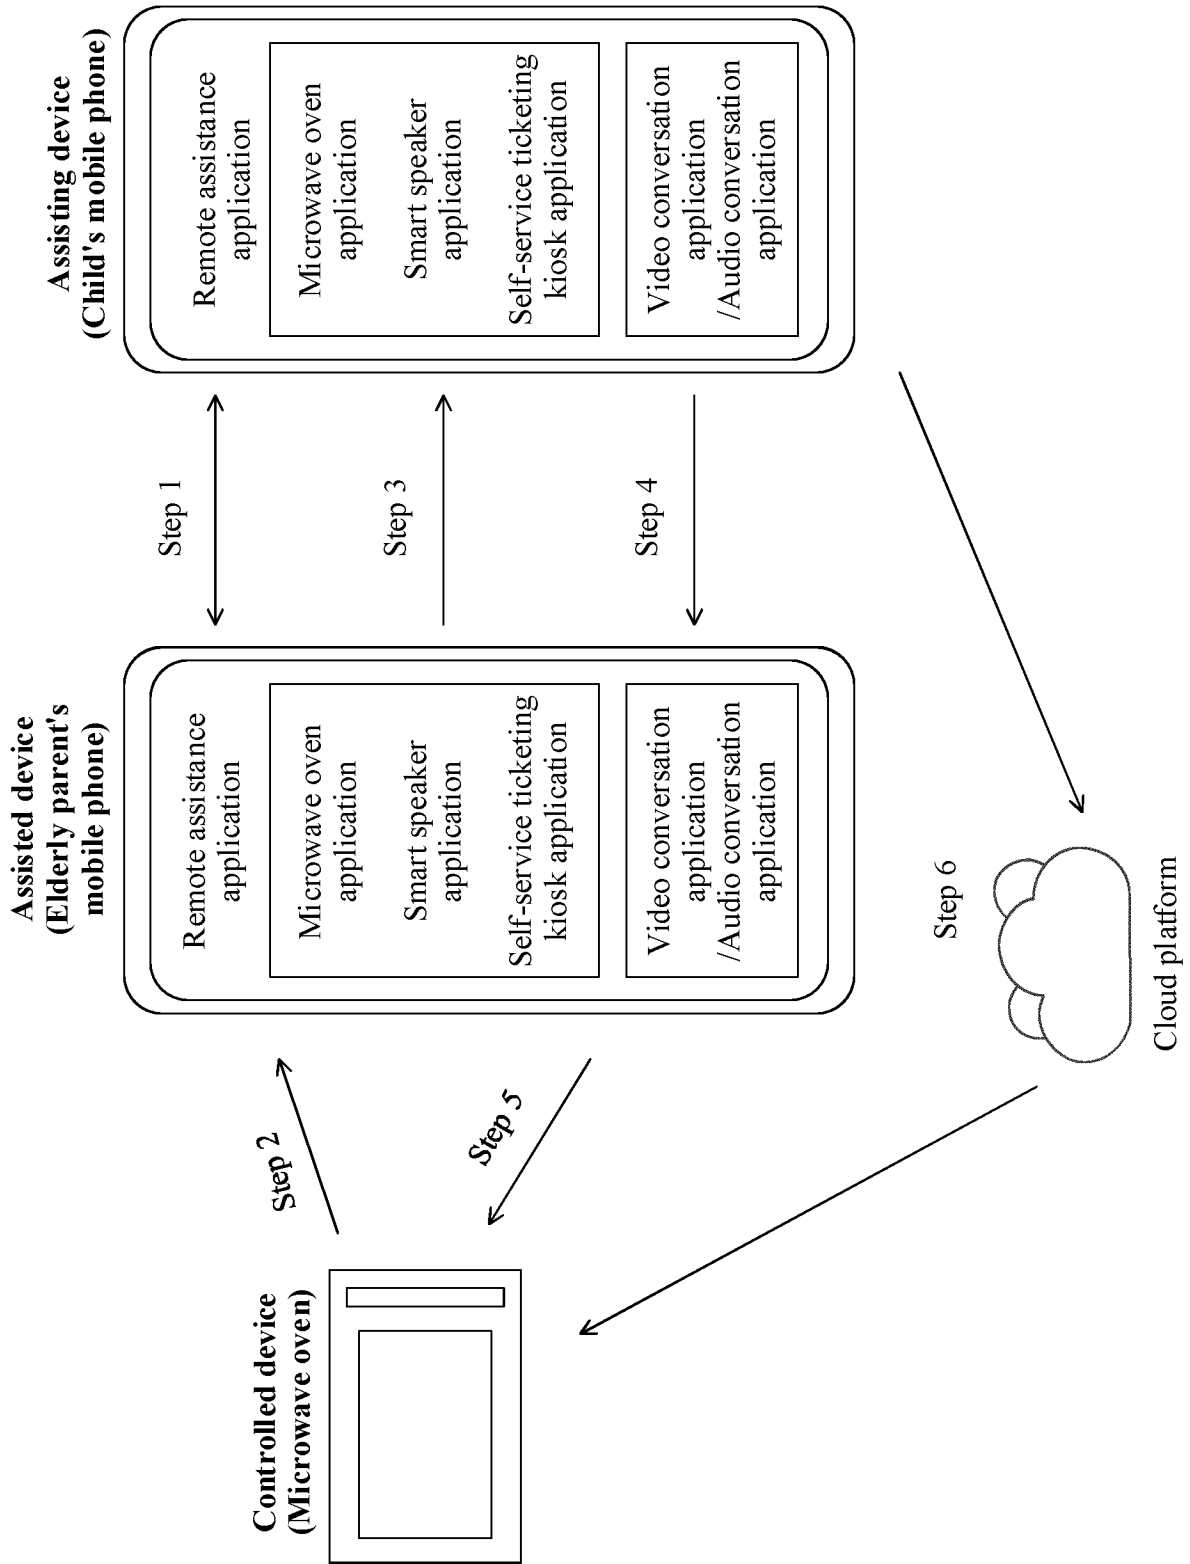 Controlled device
(Microwave oven)
Step 2
Step 5
Assisted device
(Elderly parent's
mobile phone)
Remote assistance
application
Microwave oven
application
Smart speaker
application
Self-service ticketing
kiosk application
Video conversation
application
/Audio conversation
application
Step 1
Step 3
Step 4
Assisting device
(Child's mobile phone)
Remote assistance
application
Microwave oven
application
Smart speaker
application
Self-service ticketing
kiosk application
Video conversation
application
/Audio conversation
application
Step 6
Cloud platform